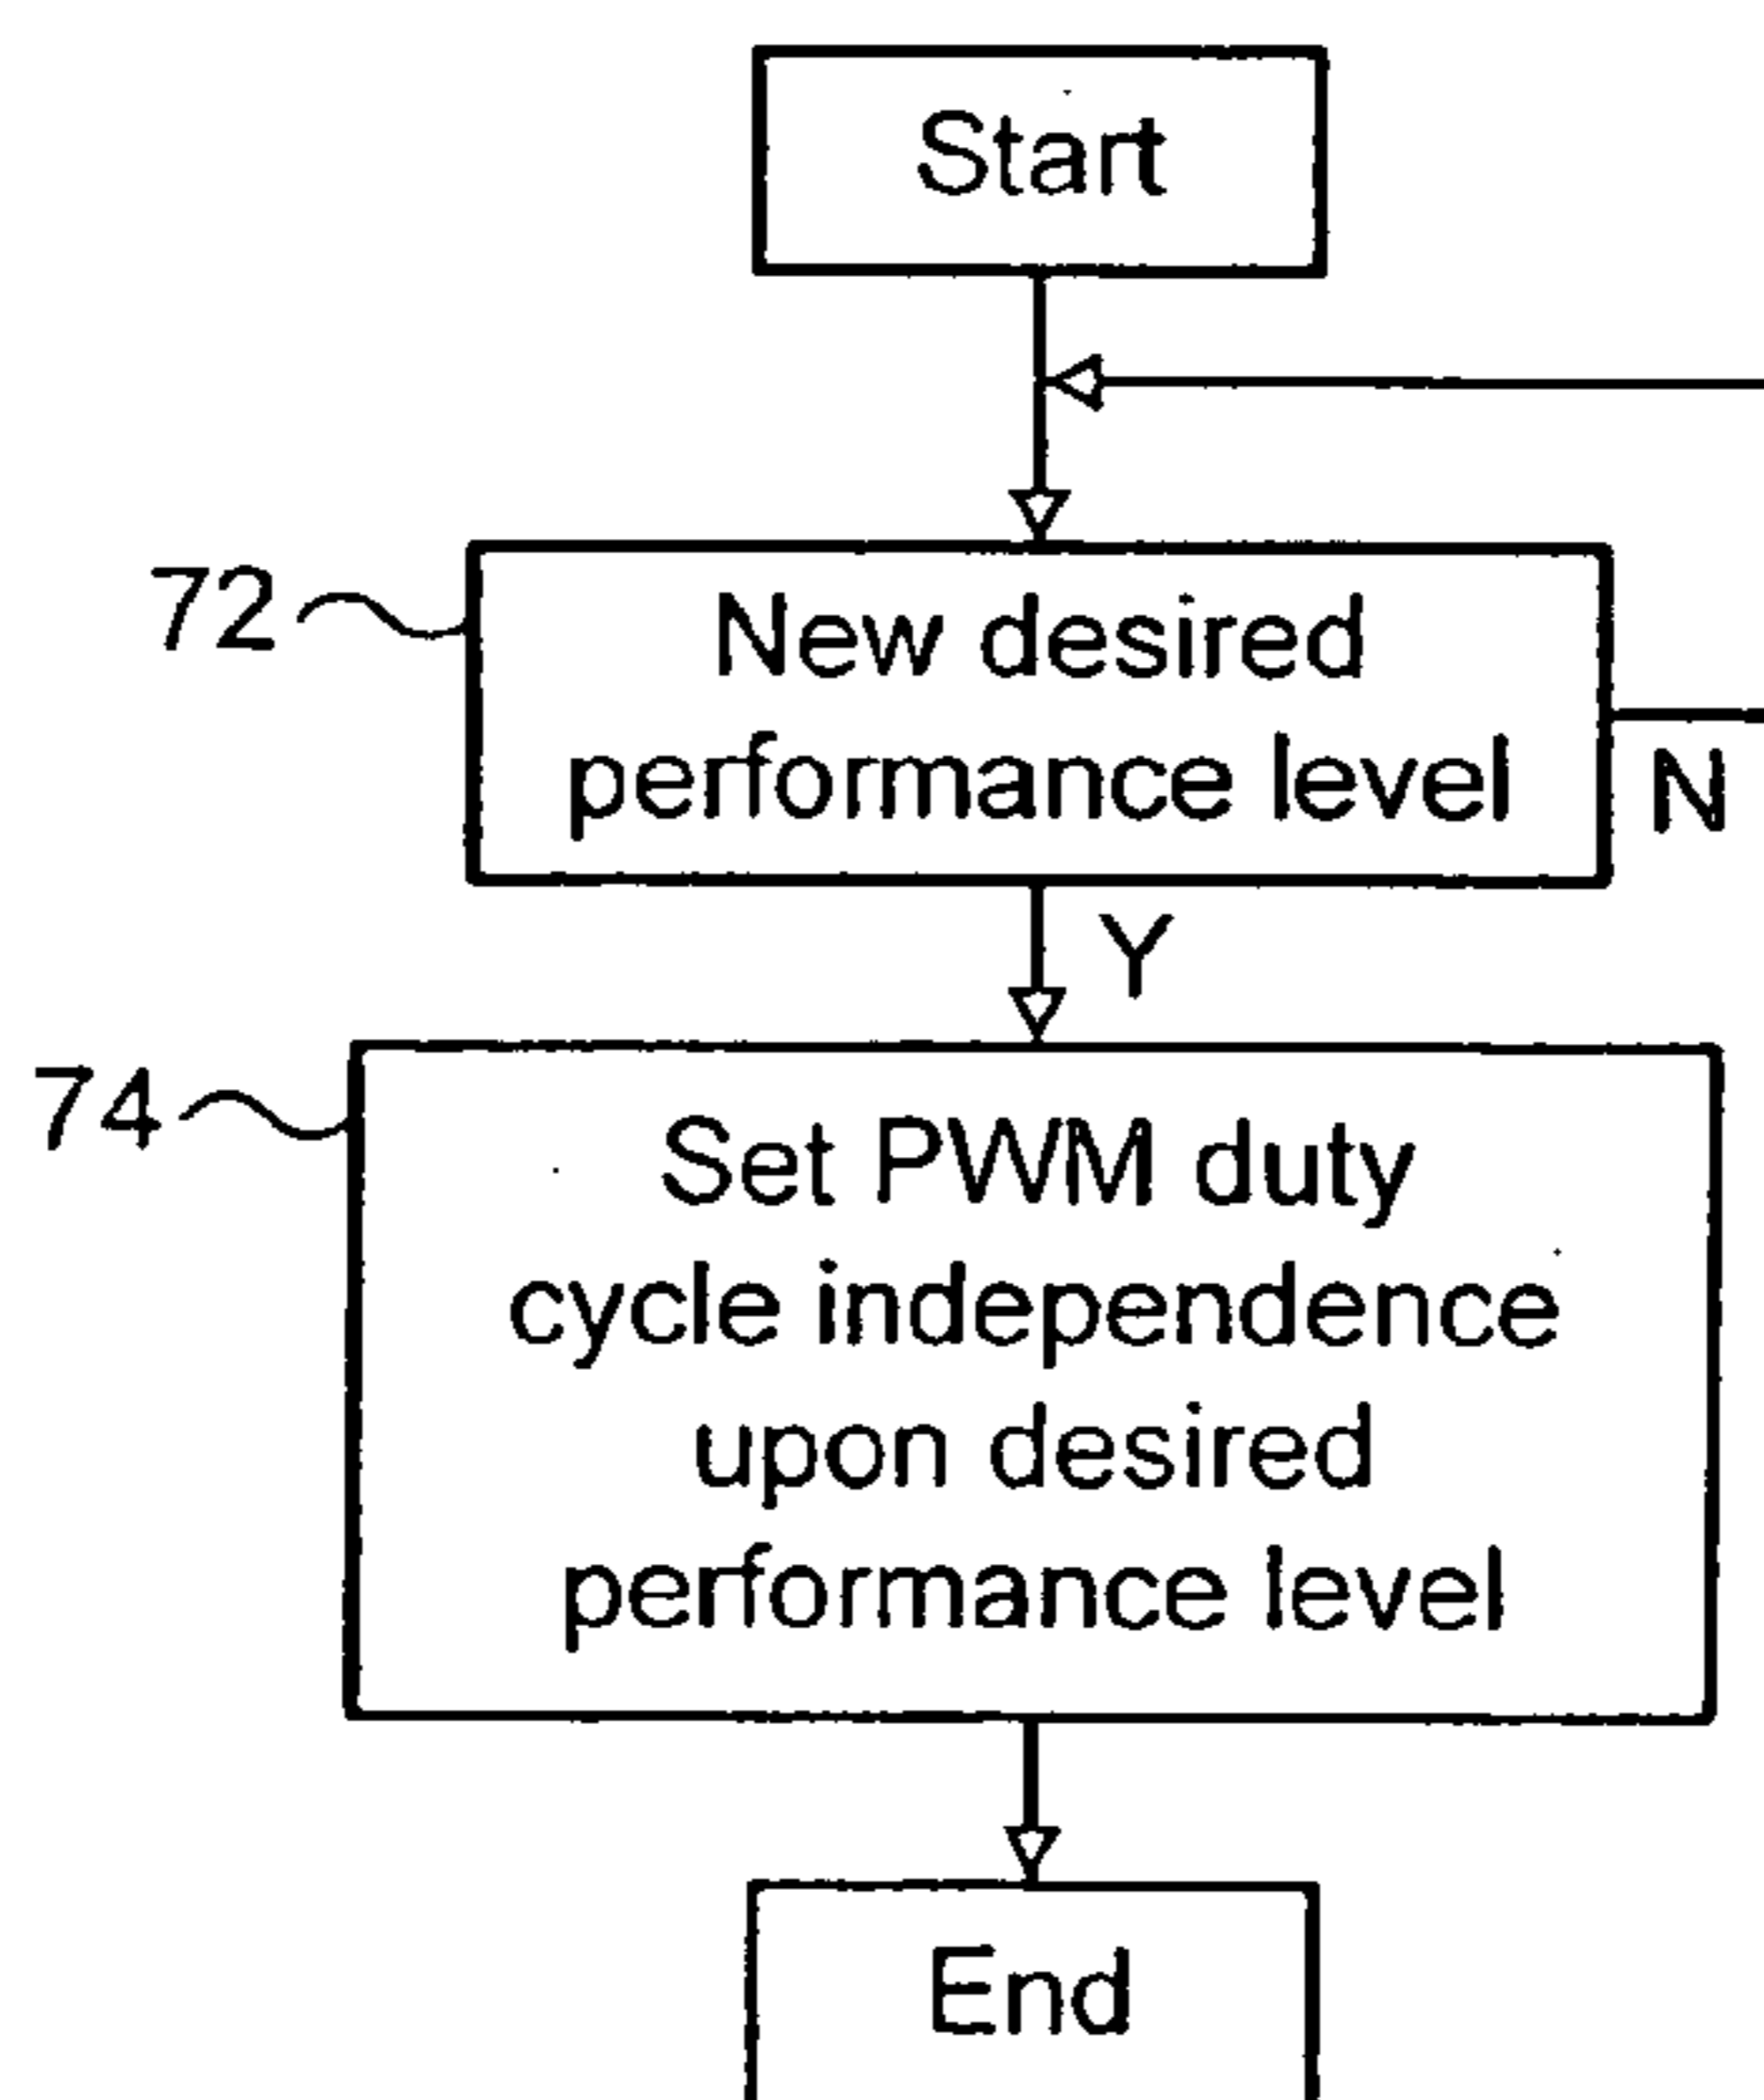 Start
72
New desired
performance level
N
Y
74
Set PWM duty
cycle independence
upon desired
performance level
End